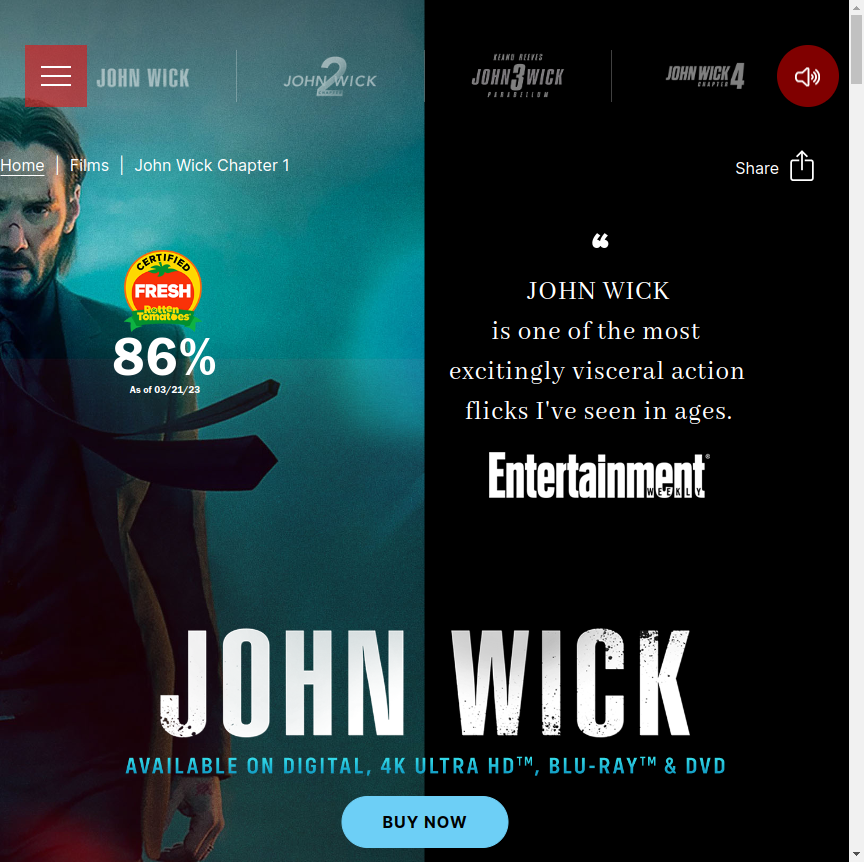 JOHN WICK
JOHN WICK 2
CHAPTER
KEANU REEVES
JOHN 3 WICK
PARABELLUM
JOHN WICK 4
CHAPTER
Home | Films | John Wick Chapter 1
Share
CERTIFIED
FRESH
Rotten
Tomatoes
86%
As of 03/21/23
❝
JOHN WICK
is one of the most
excitingly visceral action
flicks I've seen in ages.
Entertainment®
WEEKLY
JOHN WICK
AVAILABLE ON DIGITAL, 4K ULTRA HD™, BLU-RAY™ & DVD
BUY NOW